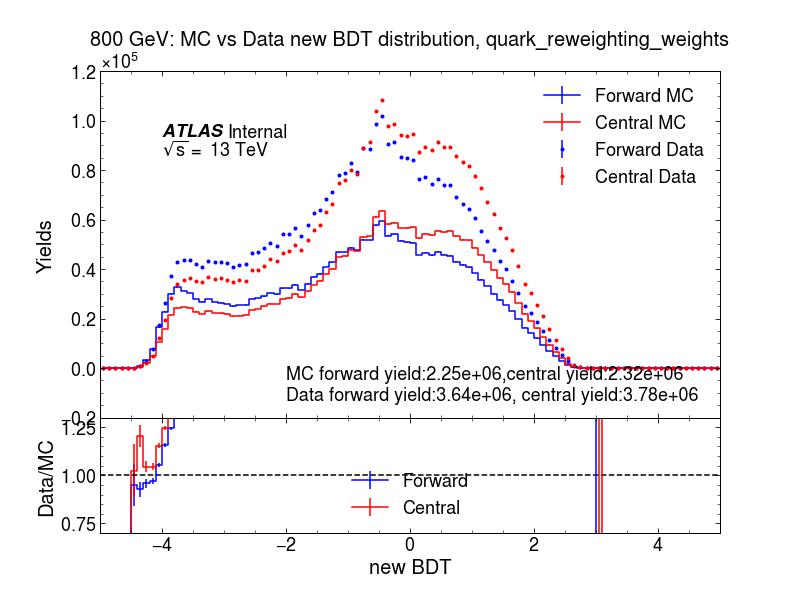 800 GeV: MC vs Data new BDT distribution, quark_reweighting_weights
×10⁵
1.2
1.0
0.8
0.6
0.4
0.2
0.0
0.2
Yields
ATLAS Internal
√s = 13 TeV
Forward MC
Central MC
Forward Data
Central Data
MC forward yield:2.25e+06,central yield:2.32e+06
Data forward yield:3.64e+06, central yield:3.78e+06
1.25
1.00
0.75
Data/MC
Forward
Central
−4 −2 0 2 4
new BDT